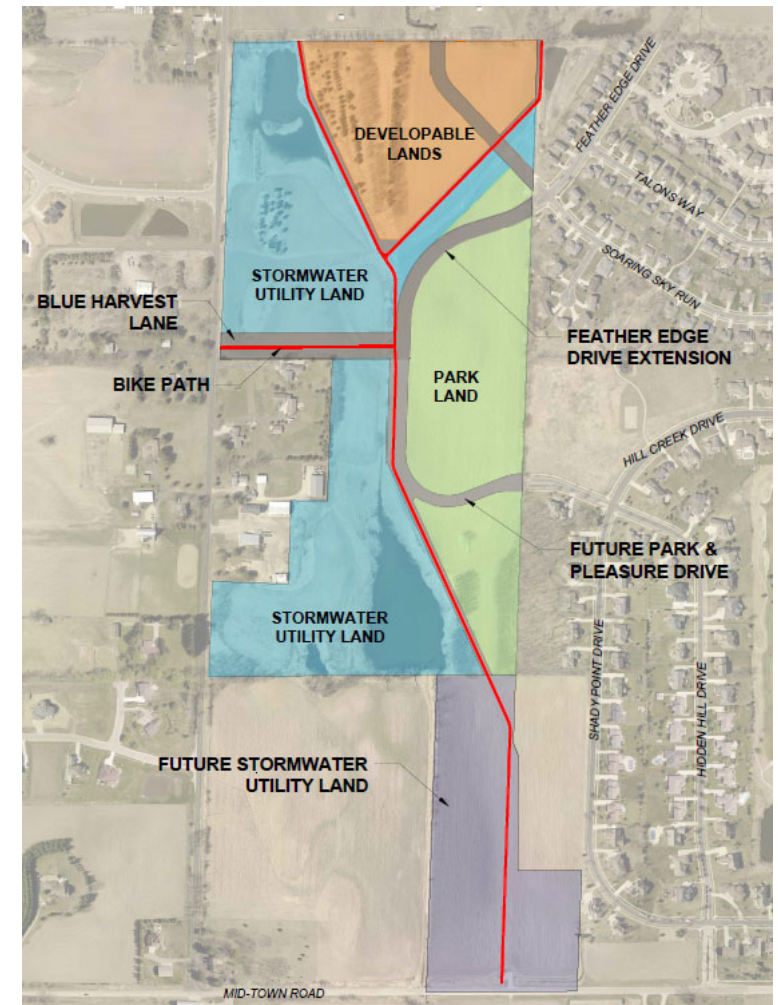 FEATHER EDGE DRIVE
DEVELOPABLE
LANDS
TALONS WAY
SOARING SKY RUN
STORMWATER
UTILITY LAND
BLUE HARVEST
LANE
FEATHER EDGE
DRIVE EXTENSION
BIKE PATH
PARK
LAND
HILL CREEK DRIVE
FUTURE PARK &
PLEASURE DRIVE
STORMWATER
UTILITY LAND
SHADY POINT DRIVE
HIDDEN HILL DRIVE
FUTURE STORMWATER
UTILITY LAND
MID-TOWN ROAD